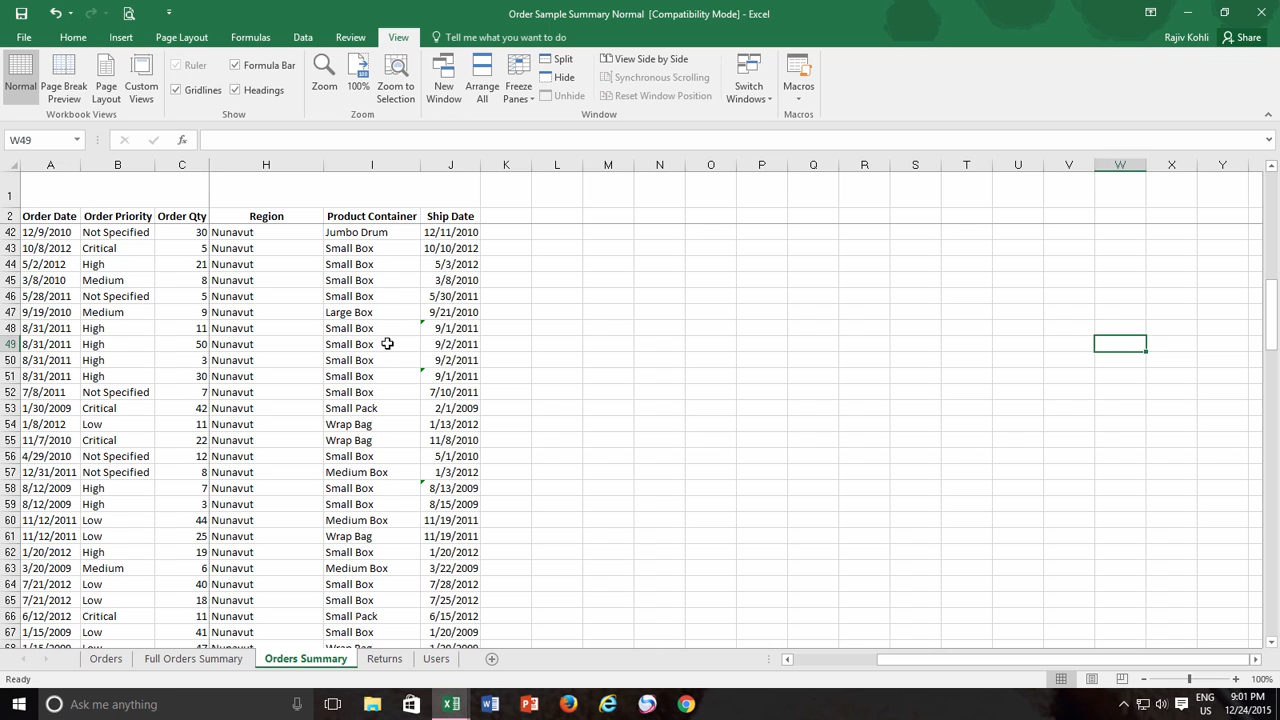 Order Sample Summary Normal [Compatibility Mode] - Excel
File Home Insert Page Layout Formulas Data Review View Tell me what you want to do Rajiv Kohli Share
Normal Page Break Preview Page Layout Custom Views
Ruler Formula Bar
Gridlines Headings
Zoom 100% Zoom to Selection
New Window Arrange All Freeze Panes
Split
Hide
Unhide
View Side by Side
Synchronous Scrolling
Reset Window Position
Switch Windows Macros
Workbook Views Show Zoom Window Macros
W49 fx
A B C H I J K L M N O P Q R S T U V W X Y
1
2 Order Date Order Priority Order Qty Region Product Container Ship Date
42 12/9/2010 Not Specified 30 Nunavut Jumbo Drum 12/11/2010
43 10/8/2012 Critical 5 Nunavut Small Box 10/10/2012
44 5/2/2012 High 21 Nunavut Small Box 5/3/2012
45 3/8/2010 Medium 8 Nunavut Small Box 3/8/2010
46 5/28/2011 Not Specified 5 Nunavut Small Box 5/30/2011
47 9/19/2010 Medium 9 Nunavut Large Box 9/21/2010
48 8/31/2011 High 11 Nunavut Small Box 9/1/2011
49 8/31/2011 High 50 Nunavut Small Box 9/2/2011
50 8/31/2011 High 3 Nunavut Small Box 9/2/2011
51 8/31/2011 High 30 Nunavut Small Box 9/1/2011
52 7/8/2011 Not Specified 7 Nunavut Small Box 7/10/2011
53 1/30/2009 Critical 42 Nunavut Small Pack 2/1/2009
54 1/8/2012 Low 11 Nunavut Wrap Bag 1/13/2012
55 11/7/2010 Critical 22 Nunavut Wrap Bag 11/8/2010
56 4/29/2010 Not Specified 12 Nunavut Small Box 5/1/2010
57 12/31/2011 Not Specified 8 Nunavut Medium Box 1/3/2012
58 8/12/2009 High 7 Nunavut Small Box 8/13/2009
59 8/12/2009 High 3 Nunavut Small Box 8/15/2009
60 11/12/2011 Low 44 Nunavut Medium Box 11/19/2011
61 11/12/2011 Low 25 Nunavut Wrap Bag 11/19/2011
62 1/20/2012 High 19 Nunavut Small Box 1/20/2012
63 3/20/2009 Medium 6 Nunavut Medium Box 3/22/2009
64 7/21/2012 Low 40 Nunavut Small Box 7/28/2012
65 7/21/2012 Low 18 Nunavut Small Box 7/25/2012
66 6/12/2012 Critical 11 Nunavut Small Pack 6/15/2012
67 1/15/2009 Low 41 Nunavut Small Box 1/20/2009
68 1/15/2009 Low 47 Nunavut Wrap Bag 1/20/2009
Orders Full Orders Summary Orders Summary Returns Users
Ready 100%
Ask me anything ENG 9:01 PM
US 12/24/2015